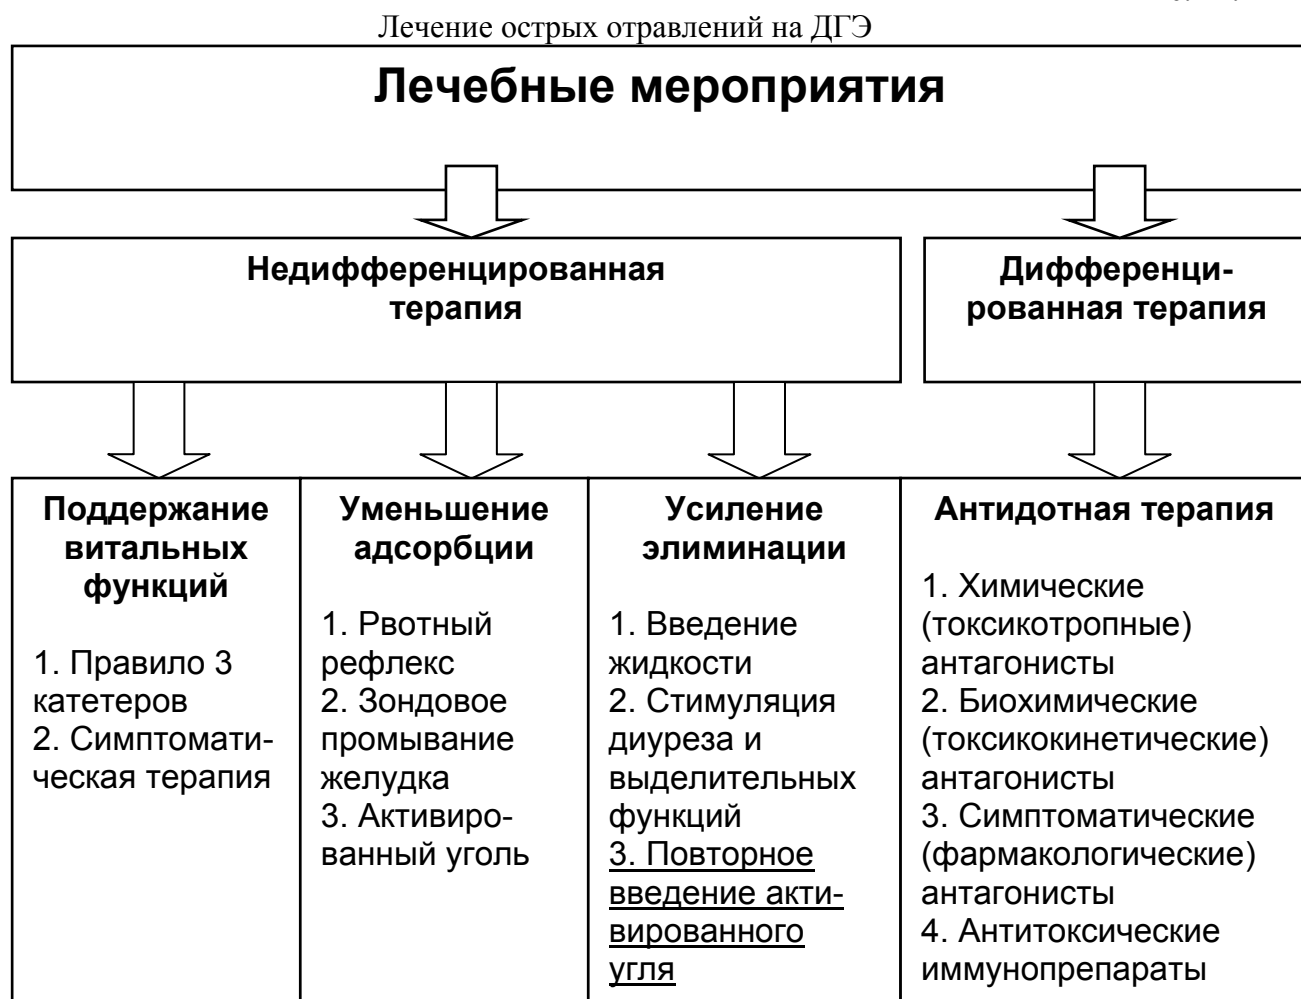 Лечение острых отравлений на ДГЭ
Лечебные мероприятия
Недифференцированная
терапия
Дифференци-
рованная терапия
Поддержание
витальных
функций
1. Правило 3
катетеров
2. Симптомати-
ческая терапия
Уменьшение
адсорбции
1. Рвотный
рефлекс
2. Зондовое
промывание
желудка
3. Активиро-
ванный уголь
Усиление
элиминации
1. Введение
жидкости
2. Стимуляция
диуреза и
выделительных
функций
3. Повторное
введение акти-
вированного
угля
Антидотная терапия
1. Химические
(токсикотропные)
антагонисты
2. Биохимические
(токсикокинетические)
антагонисты
3. Симптоматические
(фармакологические)
антагонисты
4. Антитоксические
иммунопрепараты